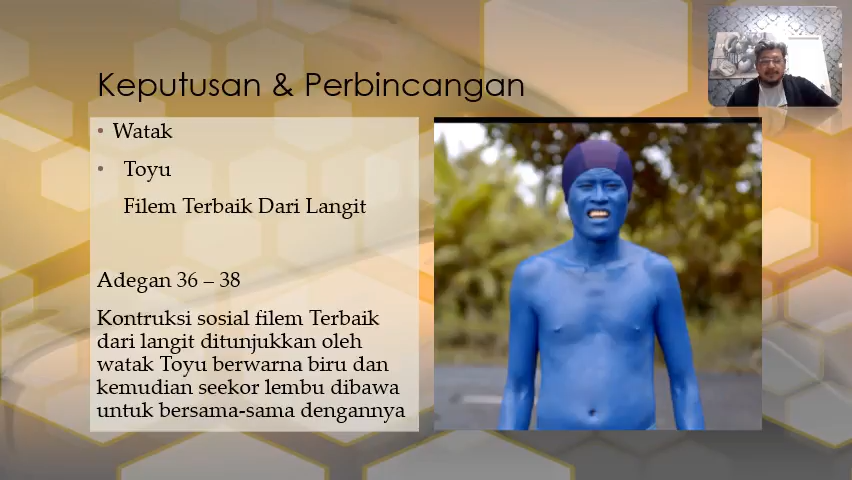 Keputusan & Perbincangan
• Watak
• Toyu
Filem Terbaik Dari Langit
Adegan 36 – 38
Kontruksi sosial filem Terbaik
dari langit ditunjukkan oleh
watak Toyu berwarna biru dan
kemudian seekor lembu dibawa
untuk bersama-sama dengannya